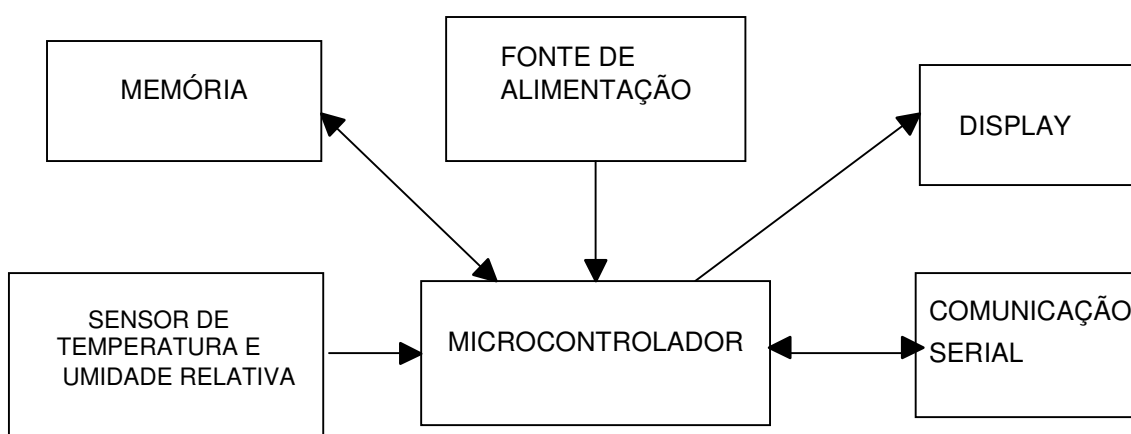 MEMÓRIA
FONTE DE
ALIMENTAÇÃO
DISPLAY
SENSOR DE
TEMPERATURA E
UMIDADE RELATIVA
MICROCONTROLADOR
COMUNICAÇÃO
SERIAL